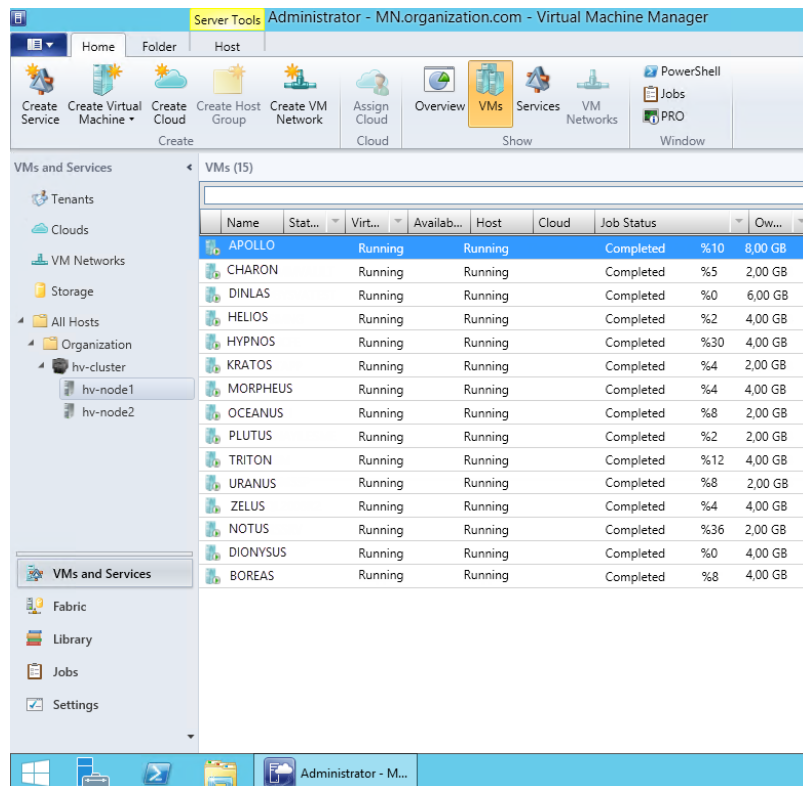 Server Tools Administrator - MN.organization.com - Virtual Machine Manager
Home Folder Host
Create Service
Create Virtual Machine
Create Cloud
Create Host Group
Create VM Network
Assign Cloud
Overview
VMs
Services
VM Networks
PowerShell
Jobs
PRO
Create Cloud Show Window
VMs and Services
Tenants
Clouds
VM Networks
Storage
All Hosts
Organization
hv-cluster
hv-node1
hv-node2
VMs and Services
Fabric
Library
Jobs
Settings
VMs (15)
Name Stat... Virt... Availab... Host Cloud Job Status Ow...
APOLLO Running Running Completed %10 8,00 GB
CHARON Running Running Completed %5 2,00 GB
DINLAS Running Running Completed %0 6,00 GB
HELIOS Running Running Completed %2 4,00 GB
HYPNOS Running Running Completed %30 4,00 GB
KRATOS Running Running Completed %4 2,00 GB
MORPHEUS Running Running Completed %4 4,00 GB
OCEANUS Running Running Completed %8 2,00 GB
PLUTUS Running Running Completed %2 2,00 GB
TRITON Running Running Completed %12 4,00 GB
URANUS Running Running Completed %8 2,00 GB
ZELUS Running Running Completed %4 4,00 GB
NOTUS Running Running Completed %36 2,00 GB
DIONYSUS Running Running Completed %0 4,00 GB
BOREAS Running Running Completed %8 4,00 GB
Administrator - M...